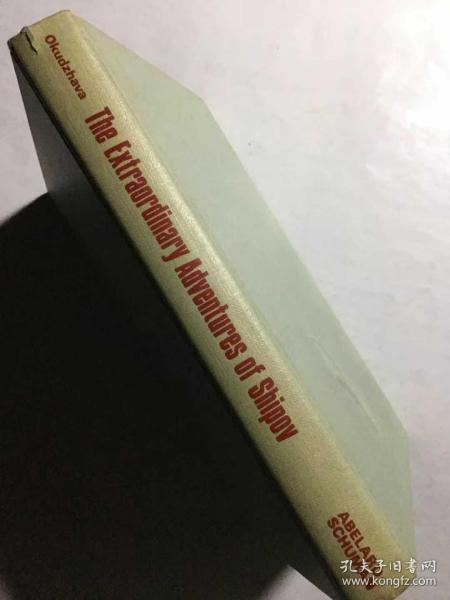 Okudzhava
The Extraordinary Adventures of Shipov
ABELARD
SCHUMAN
孔夫子旧书网
www.kongfz.com